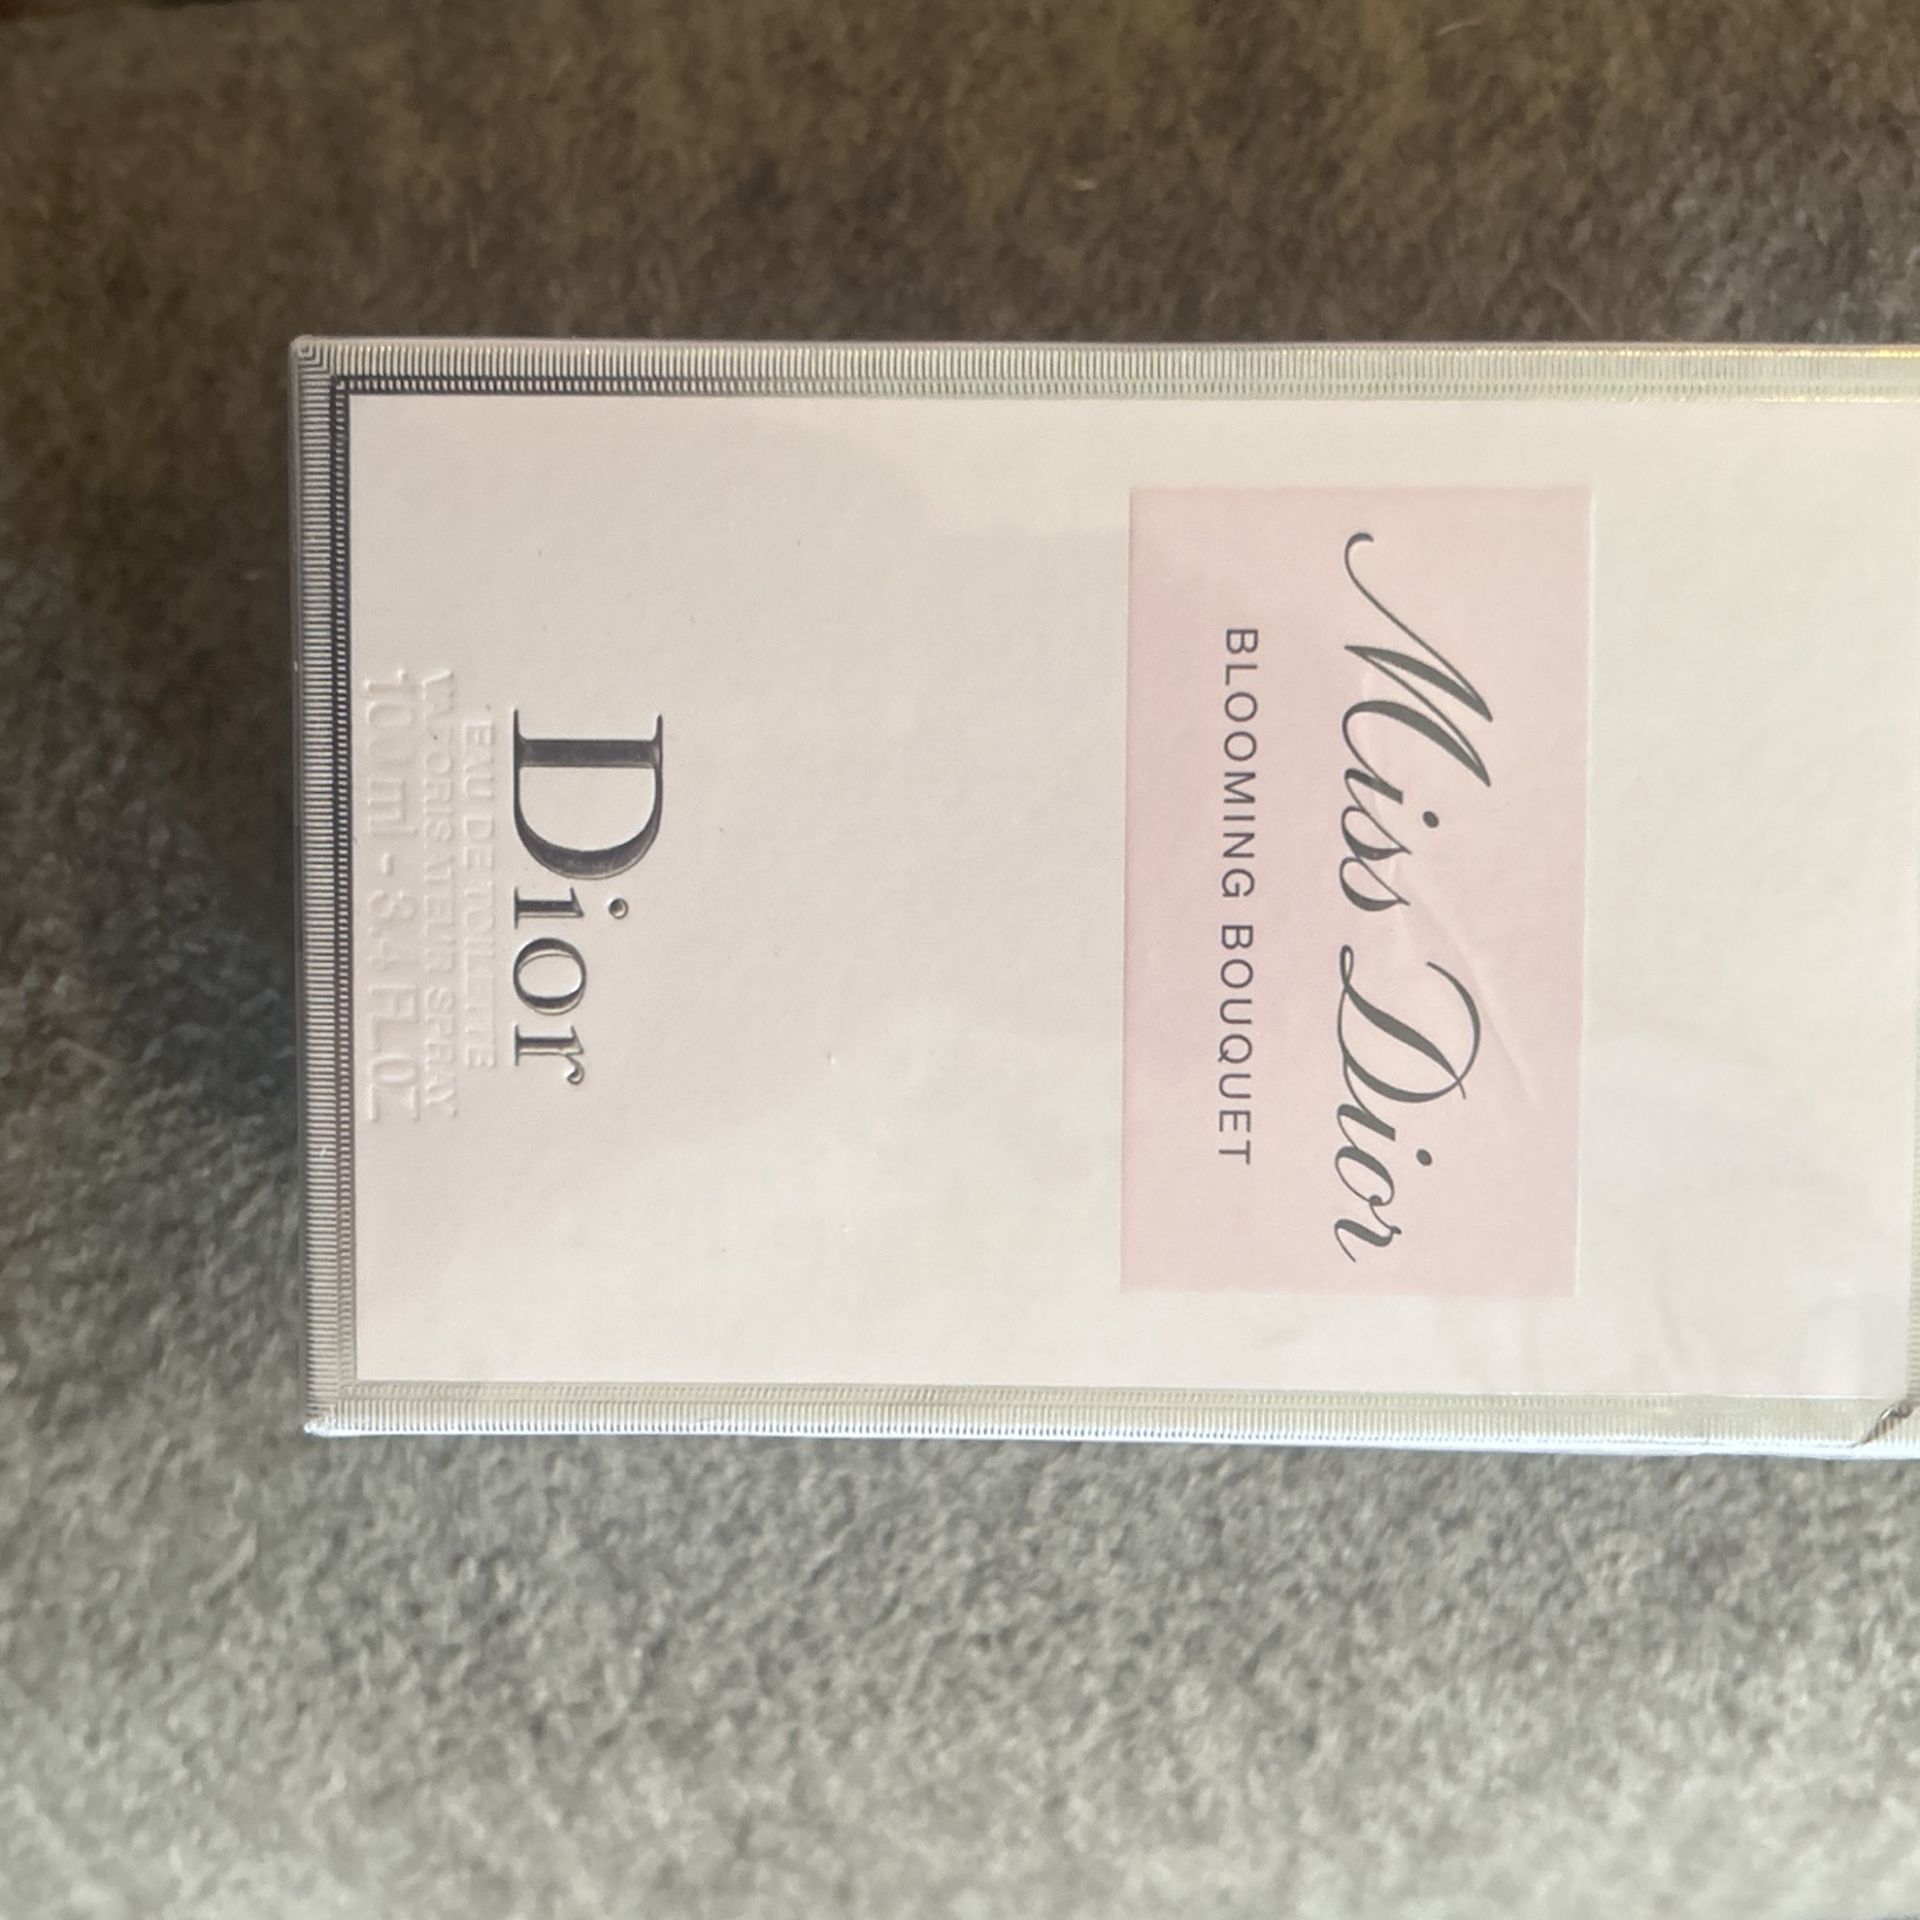 Miss Dior
BLOOMING BOUQUET
Dior
EAU DE TOILETTE
VAPORISATEUR SPRAY
100 ml - 3.4 FL.OZ